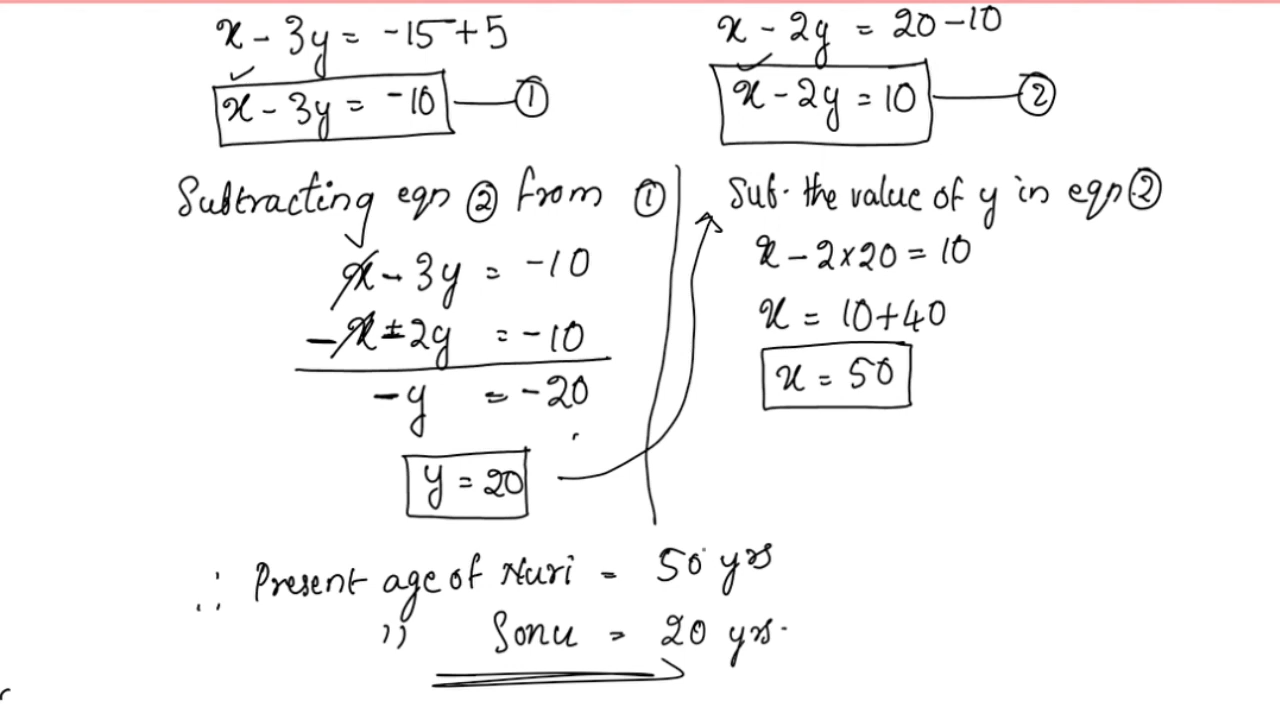 x - 3y = -15+5
x - 3y = -10 ①
x - 2y = 20-10
x - 2y = 10 ②
Subtracting eqn ② from ①
x - 3y = -10
-x ± 2y = -10
-y = -20
y = 20
Sub. the value of y in eqn ②
x - 2×20 = 10
x = 10+40
x = 50
∴ Present age of Nuri = 50 yrs
" Sonu = 20 yrs.